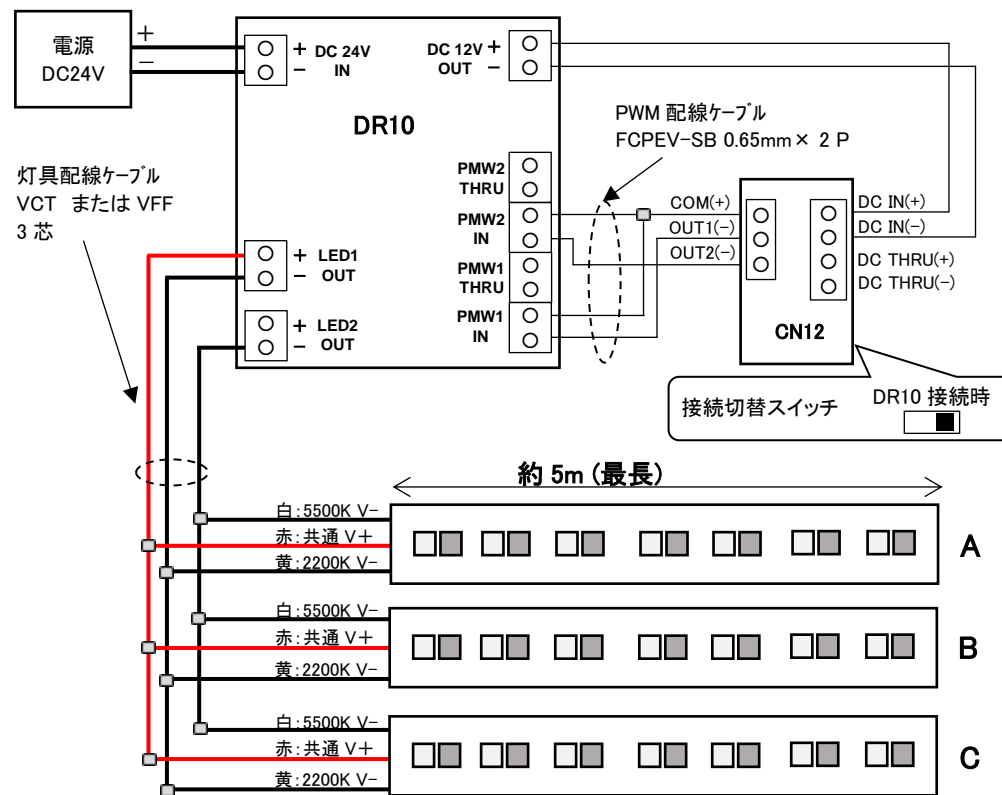 電源
DC24V
+
−
+ DC 24V
− IN
DC 12V +
OUT −
DR10
PWM 配線ケーブル
FCPEV-SB 0.65mm× 2 P
灯具配線ケーブル
VCT または VFF
3 芯
PMW2
THRU
PMW2
IN
PMW1
THRU
PMW1
IN
+ LED1
− OUT
+ LED2
− OUT
COM(+)
OUT1(-)
OUT2(-)
DC IN(+)
DC IN(-)
DC THRU(+)
DC THRU(-)
CN12
接続切替スイッチ
DR10 接続時
約 5m (最長)
白:5500K V-
赤:共通 V+
黄:2200K V-
A
白:5500K V-
赤:共通 V+
黄:2200K V-
B
白:5500K V-
赤:共通 V+
黄:2200K V-
C